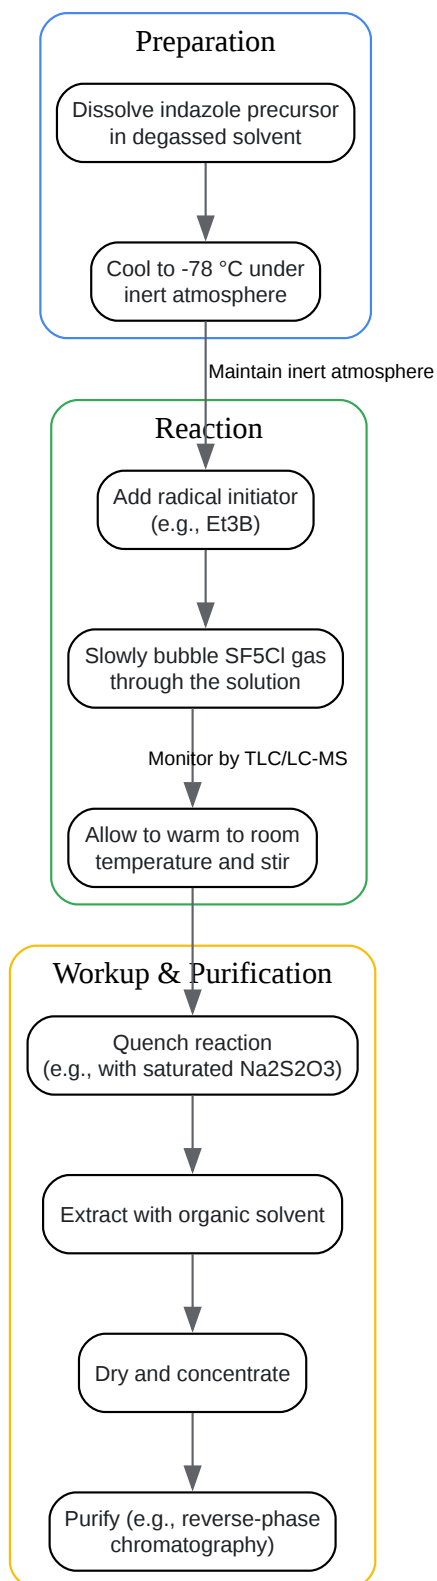 Preparation
Dissolve indazole precursor
in degassed solvent
Cool to -78 °C under
inert atmosphere
Maintain inert atmosphere
Reaction
Add radical initiator
(e.g., Et3B)
Slowly bubble SF5Cl gas
through the solution
Monitor by TLC/LC-MS
Allow to warm to room
temperature and stir
Workup & Purification
Quench reaction
(e.g., with saturated Na2S2O3)
Extract with organic solvent
Dry and concentrate
Purify (e.g., reverse-phase
chromatography)